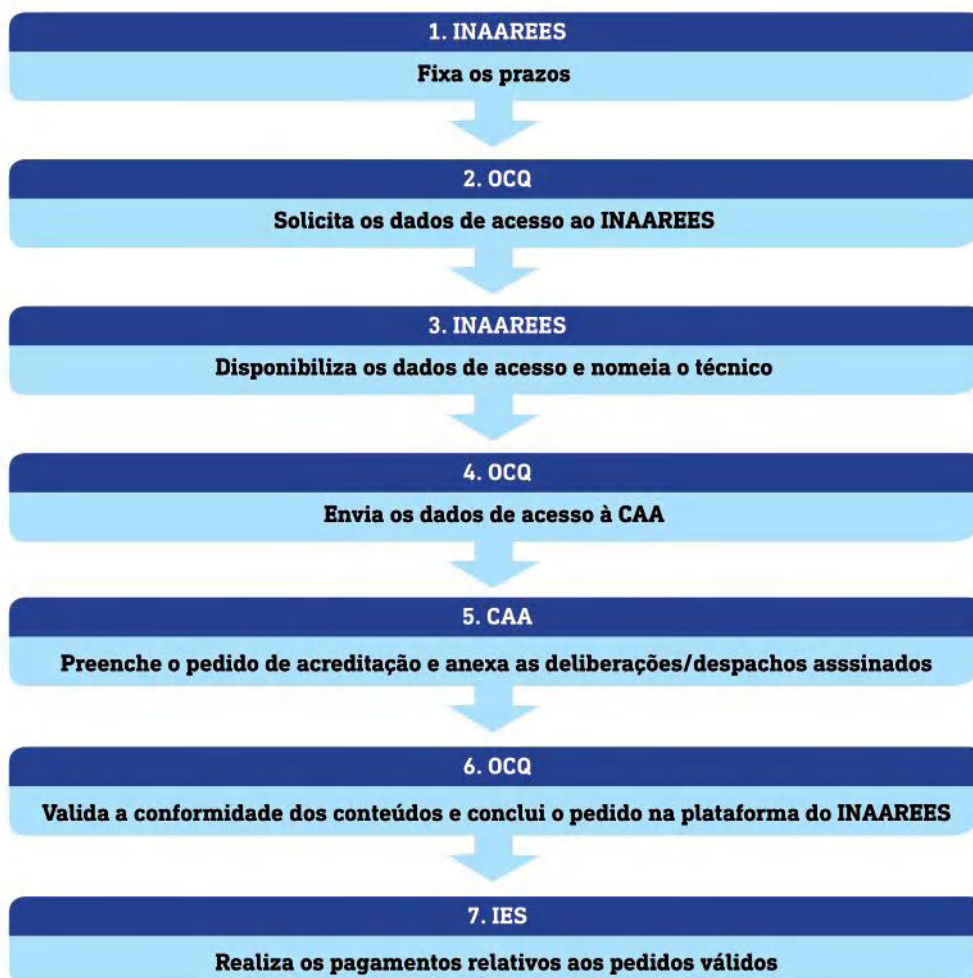 1. INAAREES
Fixa os prazos
2. OCQ
Solicita os dados de acesso ao INAAREES
3. INAAREES
Disponibiliza os dados de acesso e nomeia o técnico
4. OCQ
Envia os dados de acesso à CAA
5. CAA
Preenche o pedido de acreditação e anexa as deliberações/despachos asssinados
6. OCQ
Valida a conformidade dos conteúdos e conclui o pedido na plataforma do INAAREES
7. IES
Realiza os pagamentos relativos aos pedidos válidos